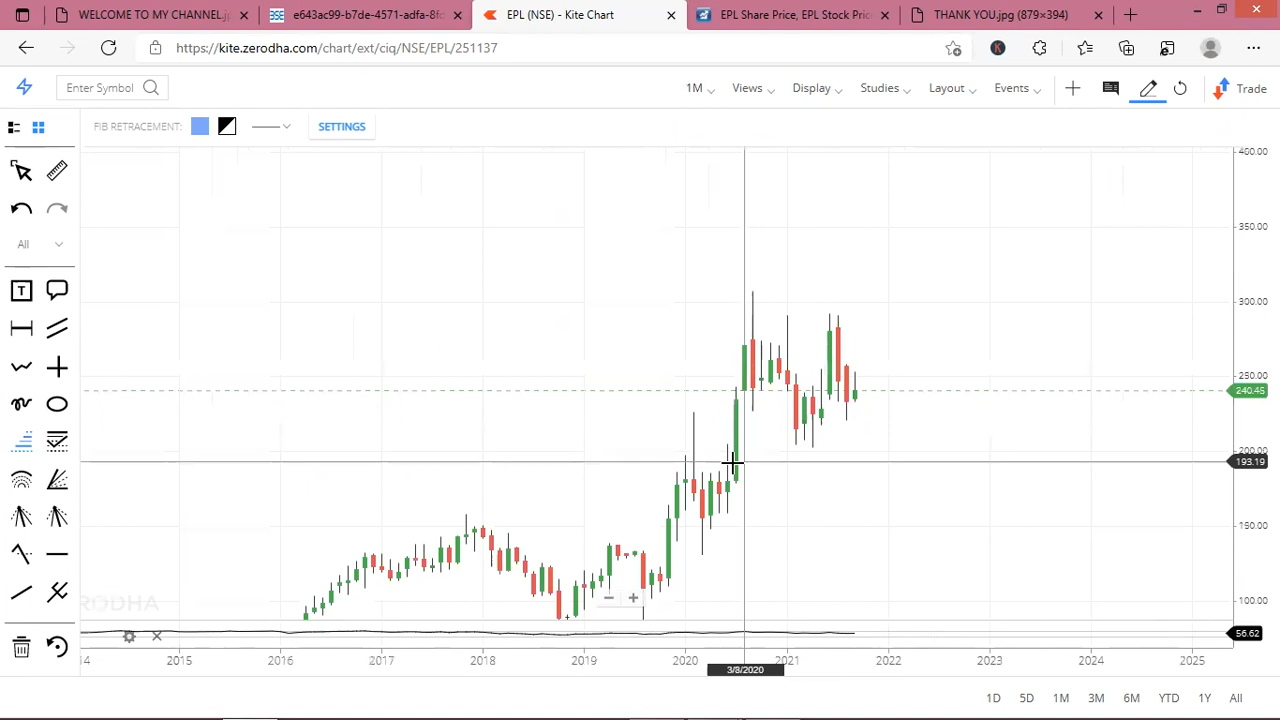 WELCOME TO MY CHANNEL.jp
e643ac99-b7de-4571-adfa-8f
EPL (NSE) - Kite Chart
EPL Share Price, EPL Stock Price
THANK YOU.jpg (879×394)
https://kite.zerodha.com/chart/ext/ciq/NSE/EPL/251137
Enter Symbol
1M
Views
Display
Studies
Layout
Events
Trade
FIB RETRACEMENT:
SETTINGS
All
T
400.00
350.00
300.00
250.00
240.45
200.00
193.19
150.00
100.00
56.62
RODHA
14 2015 2016 2017 2018 2019 2020 2021 2022 2023 2024 2025
3/8/2020
1D 5D 1M 3M 6M YTD 1Y All